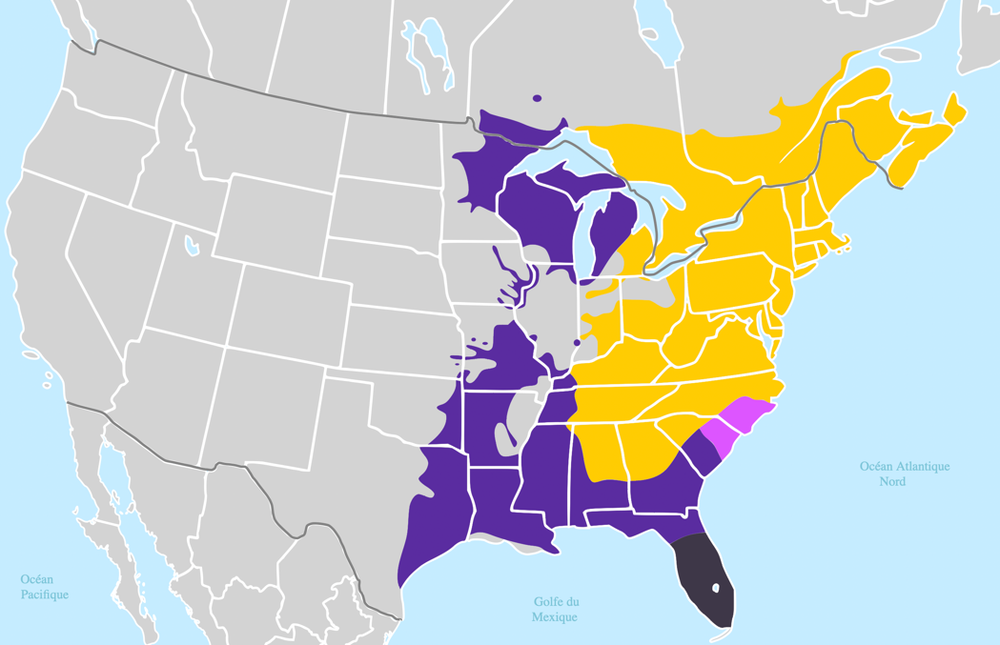 Océan Atlantique
Nord
Océan
Pacifique
Golfe du
Mexique